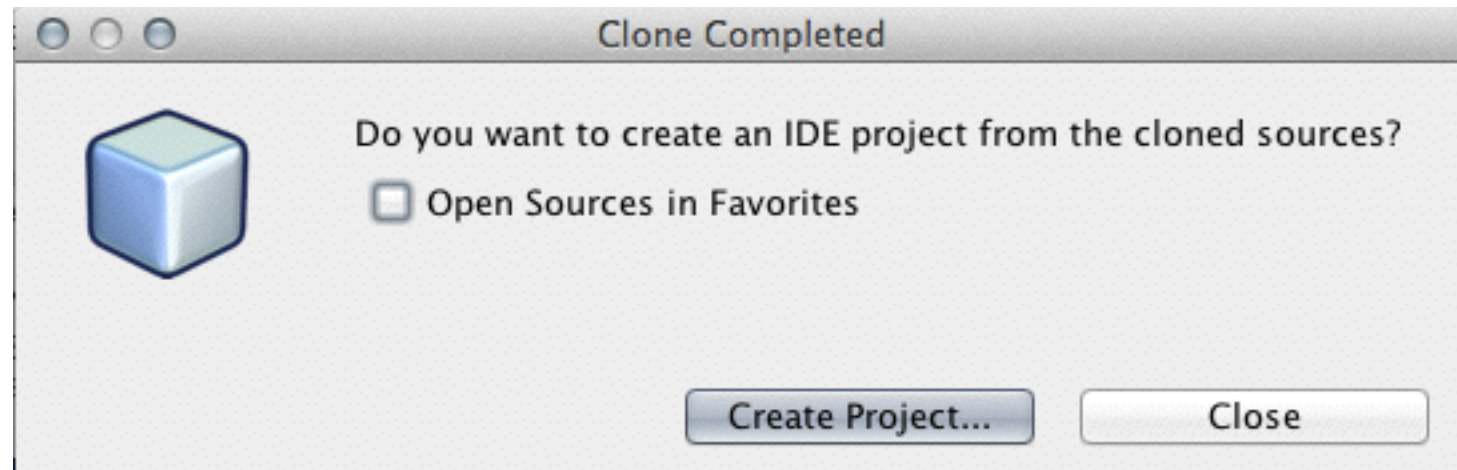 Clone Completed
Do you want to create an IDE project from the cloned sources?
Open Sources in Favorites
Create Project...
Close